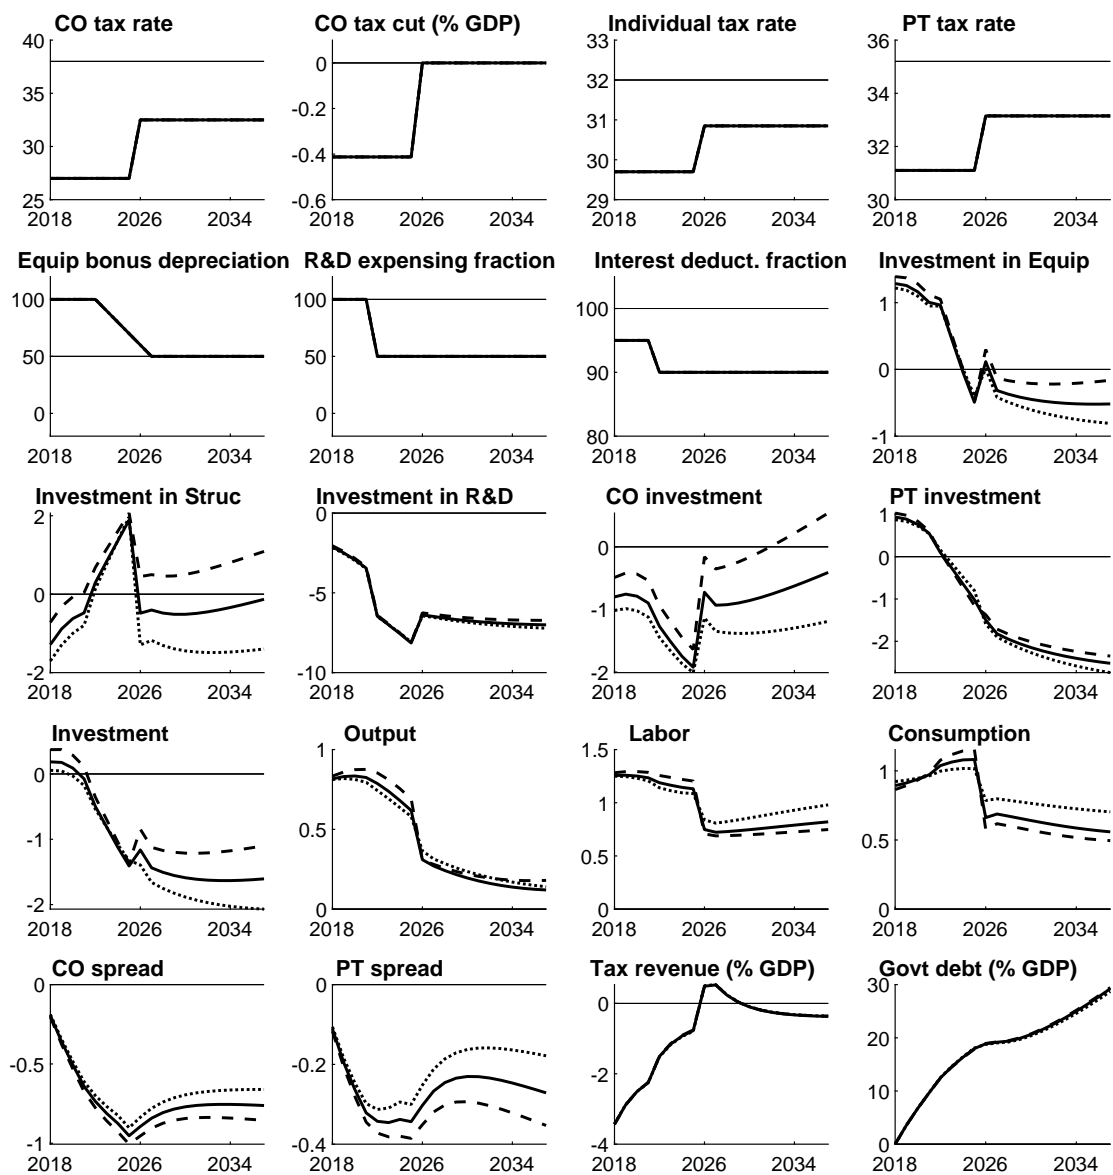 CO tax rate
40
35
30
25
2018 2026 2034
CO tax cut (% GDP)
0
-0.2
-0.4
-0.6
2018 2026 2034
Individual tax rate
33
32
31
30
29
2018 2026 2034
PT tax rate
36
34
33
31
30
2018 2026 2034
Equip bonus depreciation
100
50
0
2018 2026 2034
R&D expensing fraction
100
50
0
2018 2026 2034
Interest deduct. fraction
100
90
80
2018 2026 2034
Investment in Equip
1
0
-1
2018 2026 2034
Investment in Struc
2
0
-2
2018 2026 2034
Investment in R&D
0
-5
-10
2018 2026 2034
CO investment
0
-1
-2
2018 2026 2034
PT investment
1
0
-1
-2
2018 2026 2034
Investment
0
-1
-2
2018 2026 2034
Output
1
0.5
0
2018 2026 2034
Labor
1.5
1
0.5
0
2018 2026 2034
Consumption
1
0.5
0
2018 2026 2034
CO spread
0
-0.5
-1
2018 2026 2034
PT spread
0
-0.2
-0.4
2018 2026 2034
Tax revenue (% GDP)
0
-2
-4
2018 2026 2034
Govt debt (% GDP)
30
20
10
0
2018 2026 2034